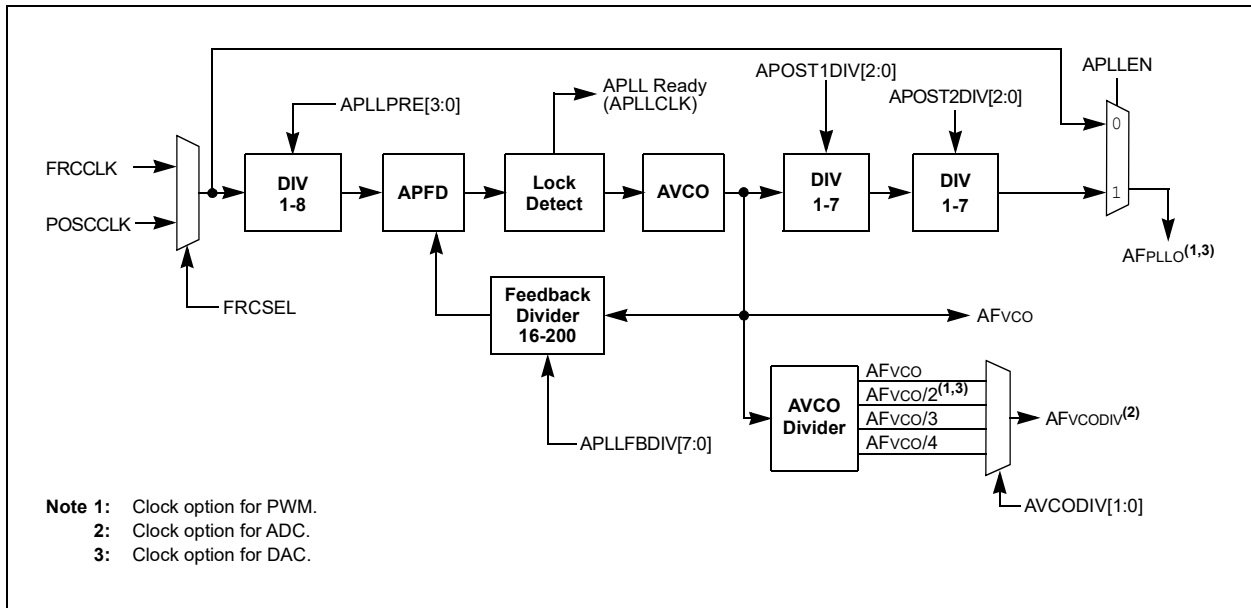 APLLEN
APOST1DIV[2:0]
APLL Ready
(APLLCLK)
APOST2DIV[2:0]
APLLPRE[3:0]
0
FRCCLK
DIV
1-8
APFD
Lock
Detect
AVCO
DIV
1-7
DIV
1-7
1
POSCCLK
AFPLLO(1,3)
FRCSEL
Feedback
Divider
16-200
AFVCO
AVCO
Divider
AFVCO
AFVCO/2(1,3)
AFVCO/3
AFVCO/4
AFVCODIV(2)
APLLFBDIV[7:0]
AVCODIV[1:0]
Note 1: Clock option for PWM.
2: Clock option for ADC.
3: Clock option for DAC.